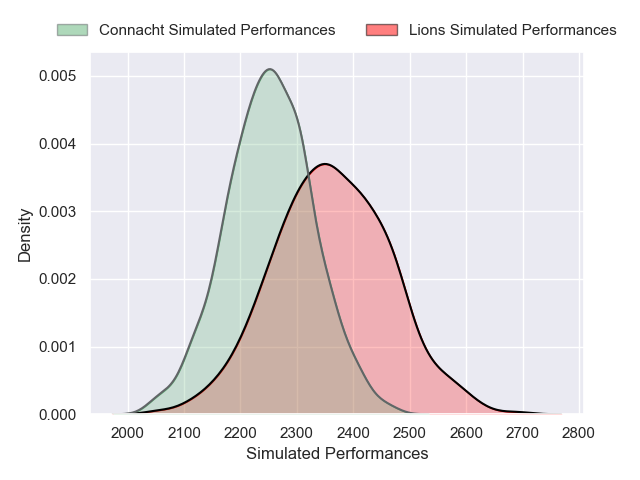 Connacht Simulated Performances Lions Simulated Performances
0.005
0.004
0.003
0.002
0.001
0.000
Density
2000 2100 2200 2300 2400 2500 2600 2700 2800
Simulated Performances